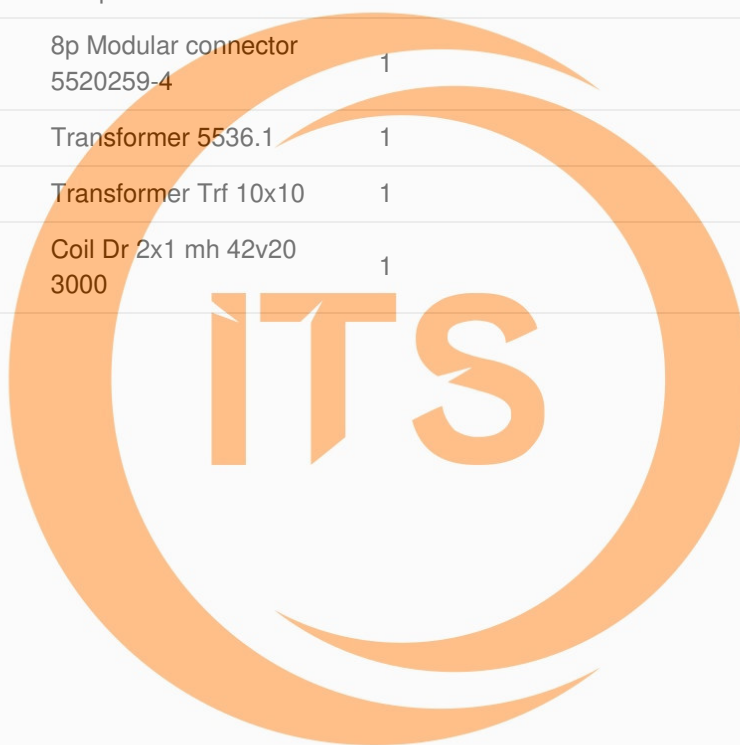 8p Modular connector
5520259-4
1
Transformer 5536.1
1
Transformer Trf 10x10
1
Coil Dr 2x1 mh 42v20
3000
1
ITS